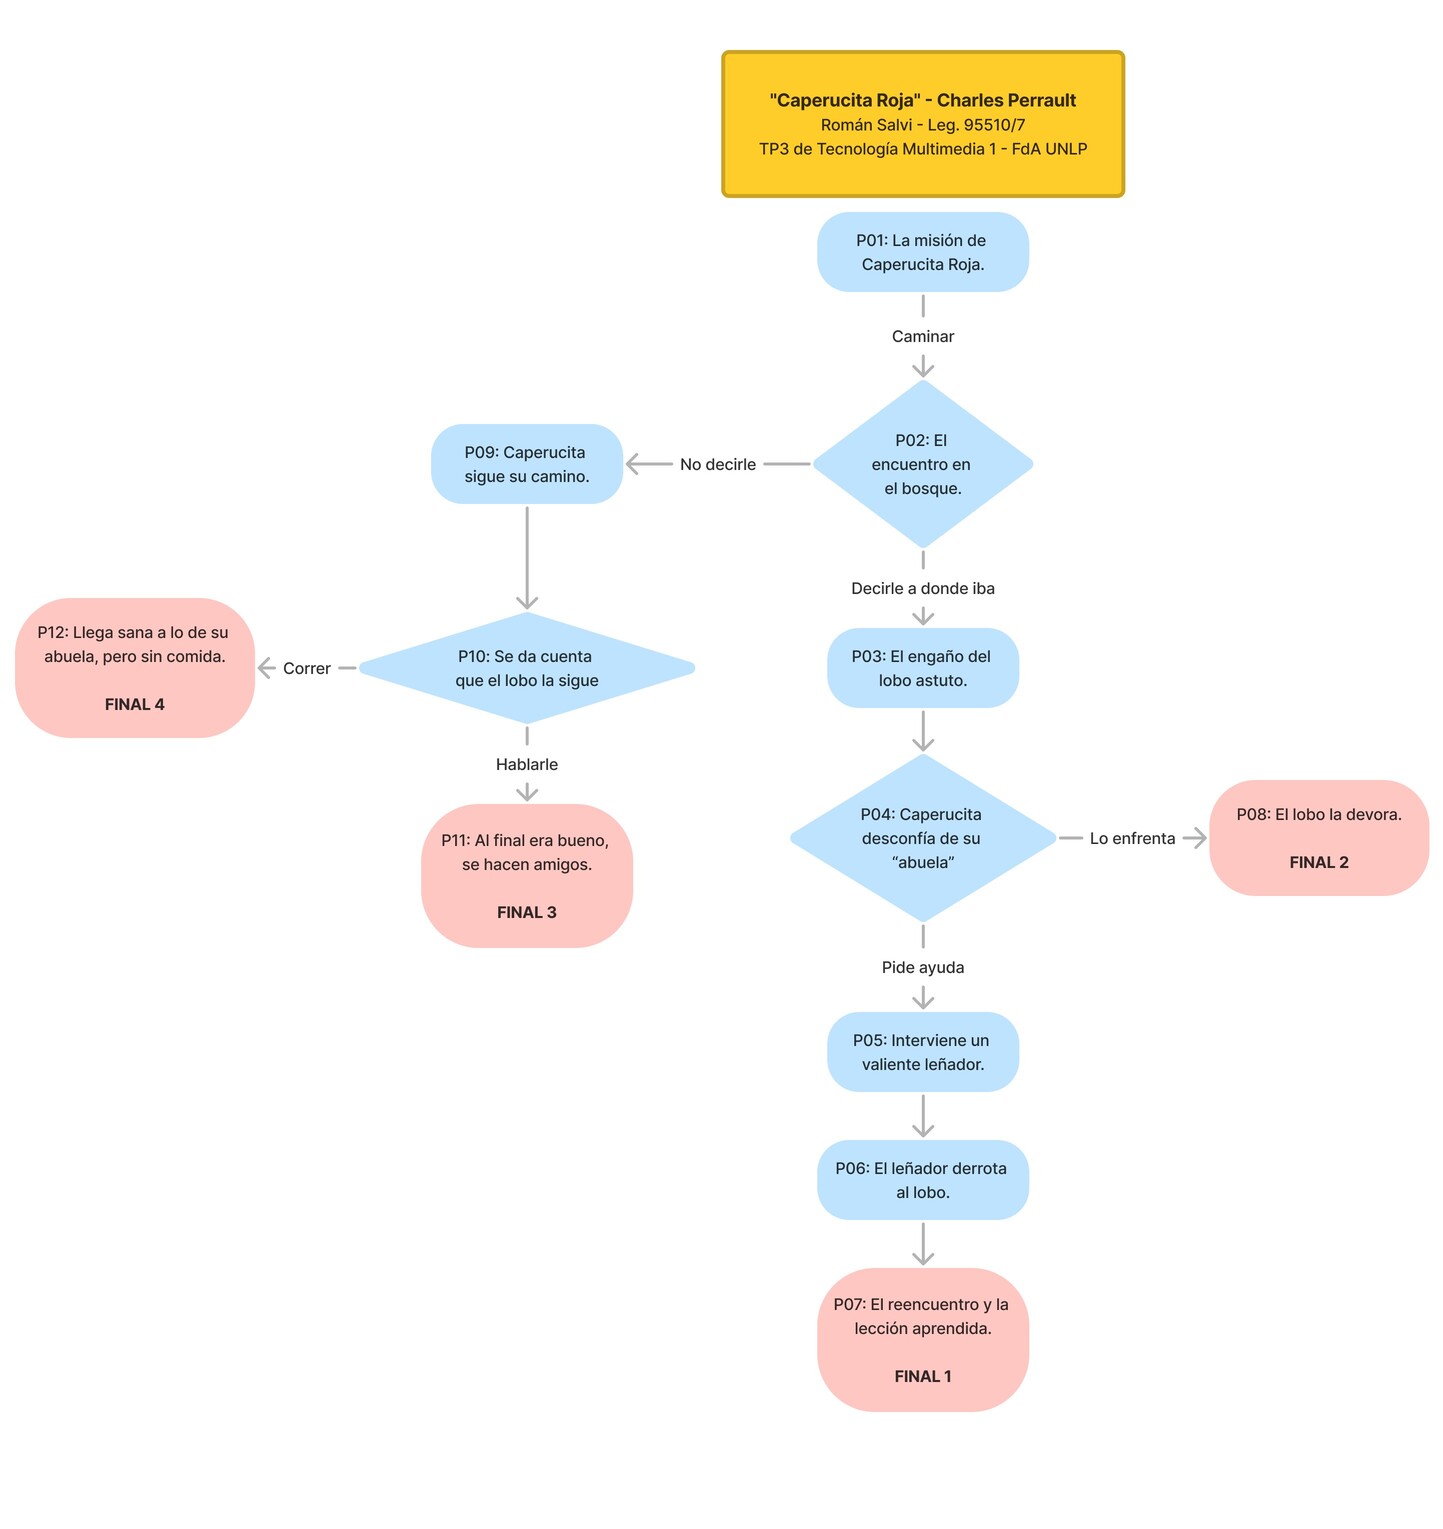 "Caperucita Roja" - Charles Perrault
Román Salvi - Leg. 95510/7
TP3 de Tecnología Multimedia 1 - FdA UNLP
P01: La misión de
Caperucita Roja.
Caminar
P02: El
encuentro en
el bosque.
No decirle
P09: Caperucita
sigue su camino.
Decirle a donde iba
P10: Se da cuenta
que el lobo la sigue
Correr
P12: Llega sana a lo de su
abuela, pero sin comida.
FINAL 4
Hablarle
P11: Al final era bueno,
se hacen amigos.
FINAL 3
P03: El engaño del
lobo astuto.
P04: Caperucita
desconfía de su
“abuela”
Lo enfrenta
P08: El lobo la devora.
FINAL 2
Pide ayuda
P05: Interviene un
valiente leñador.
P06: El leñador derrota
al lobo.
P07: El reencuentro y la
lección aprendida.
FINAL 1